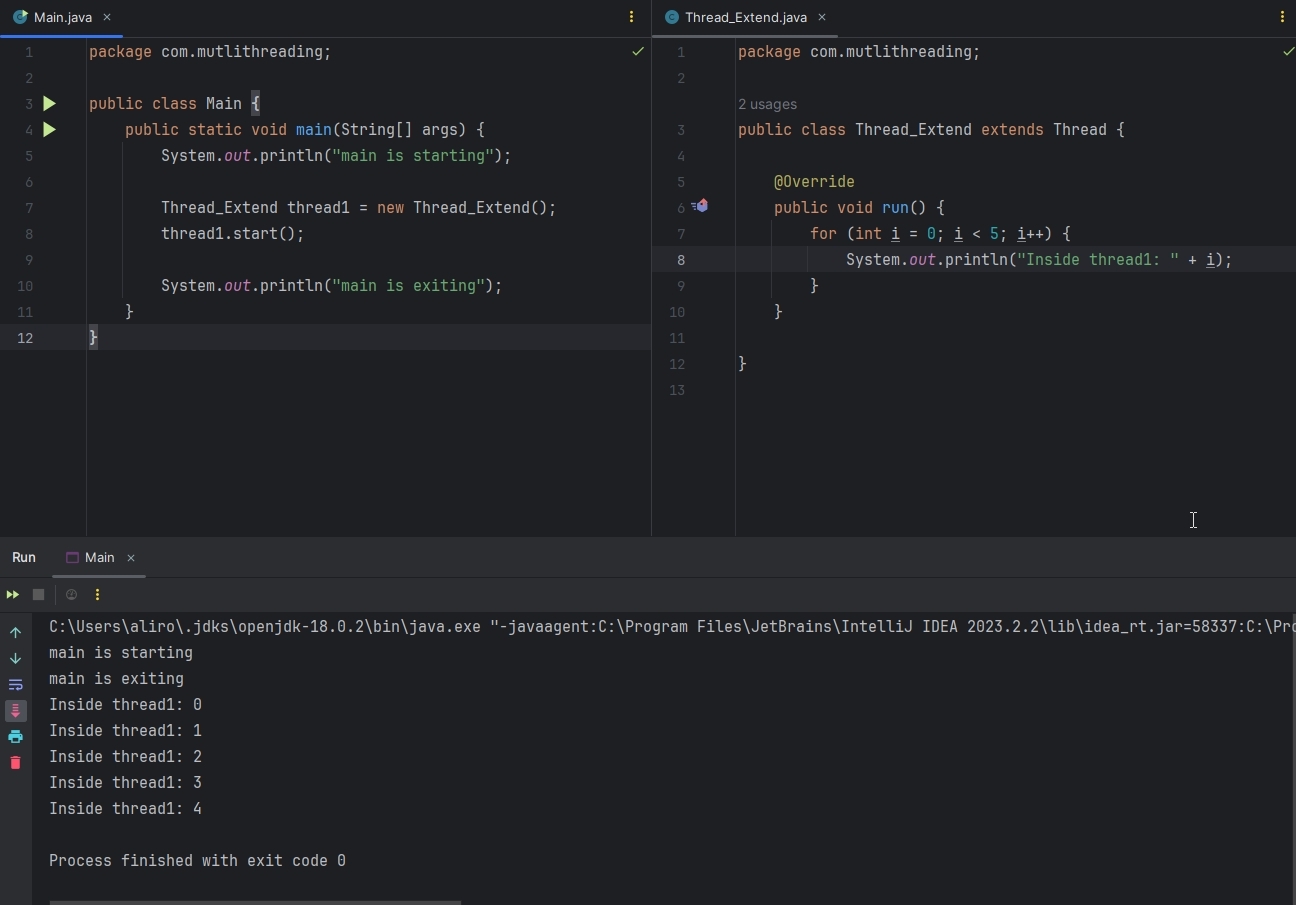 Main.java
1 package com.mutlithreading;
2
3 public class Main {
4 public static void main(String[] args) {
5 System.out.println("main is starting");
6
7 Thread_Extend thread1 = new Thread_Extend();
8 thread1.start();
9
10 System.out.println("main is exiting");
11 }
12 }
Thread_Extend.java
1 package com.mutlithreading;
2
2 usages
3 public class Thread_Extend extends Thread {
4
5 @Override
6 public void run() {
7 for (int i = 0; i < 5; i++) {
8 System.out.println("Inside thread1: " + i);
9 }
10 }
11
12 }
13
Run Main
C:\Users\aliro\.jdks\openjdk-18.0.2\bin\java.exe "-javaagent:C:\Program Files\JetBrains\IntelliJ IDEA 2023.2.2\lib\idea_rt.jar=58337:C:\Pro
main is starting
main is exiting
Inside thread1: 0
Inside thread1: 1
Inside thread1: 2
Inside thread1: 3
Inside thread1: 4
Process finished with exit code 0